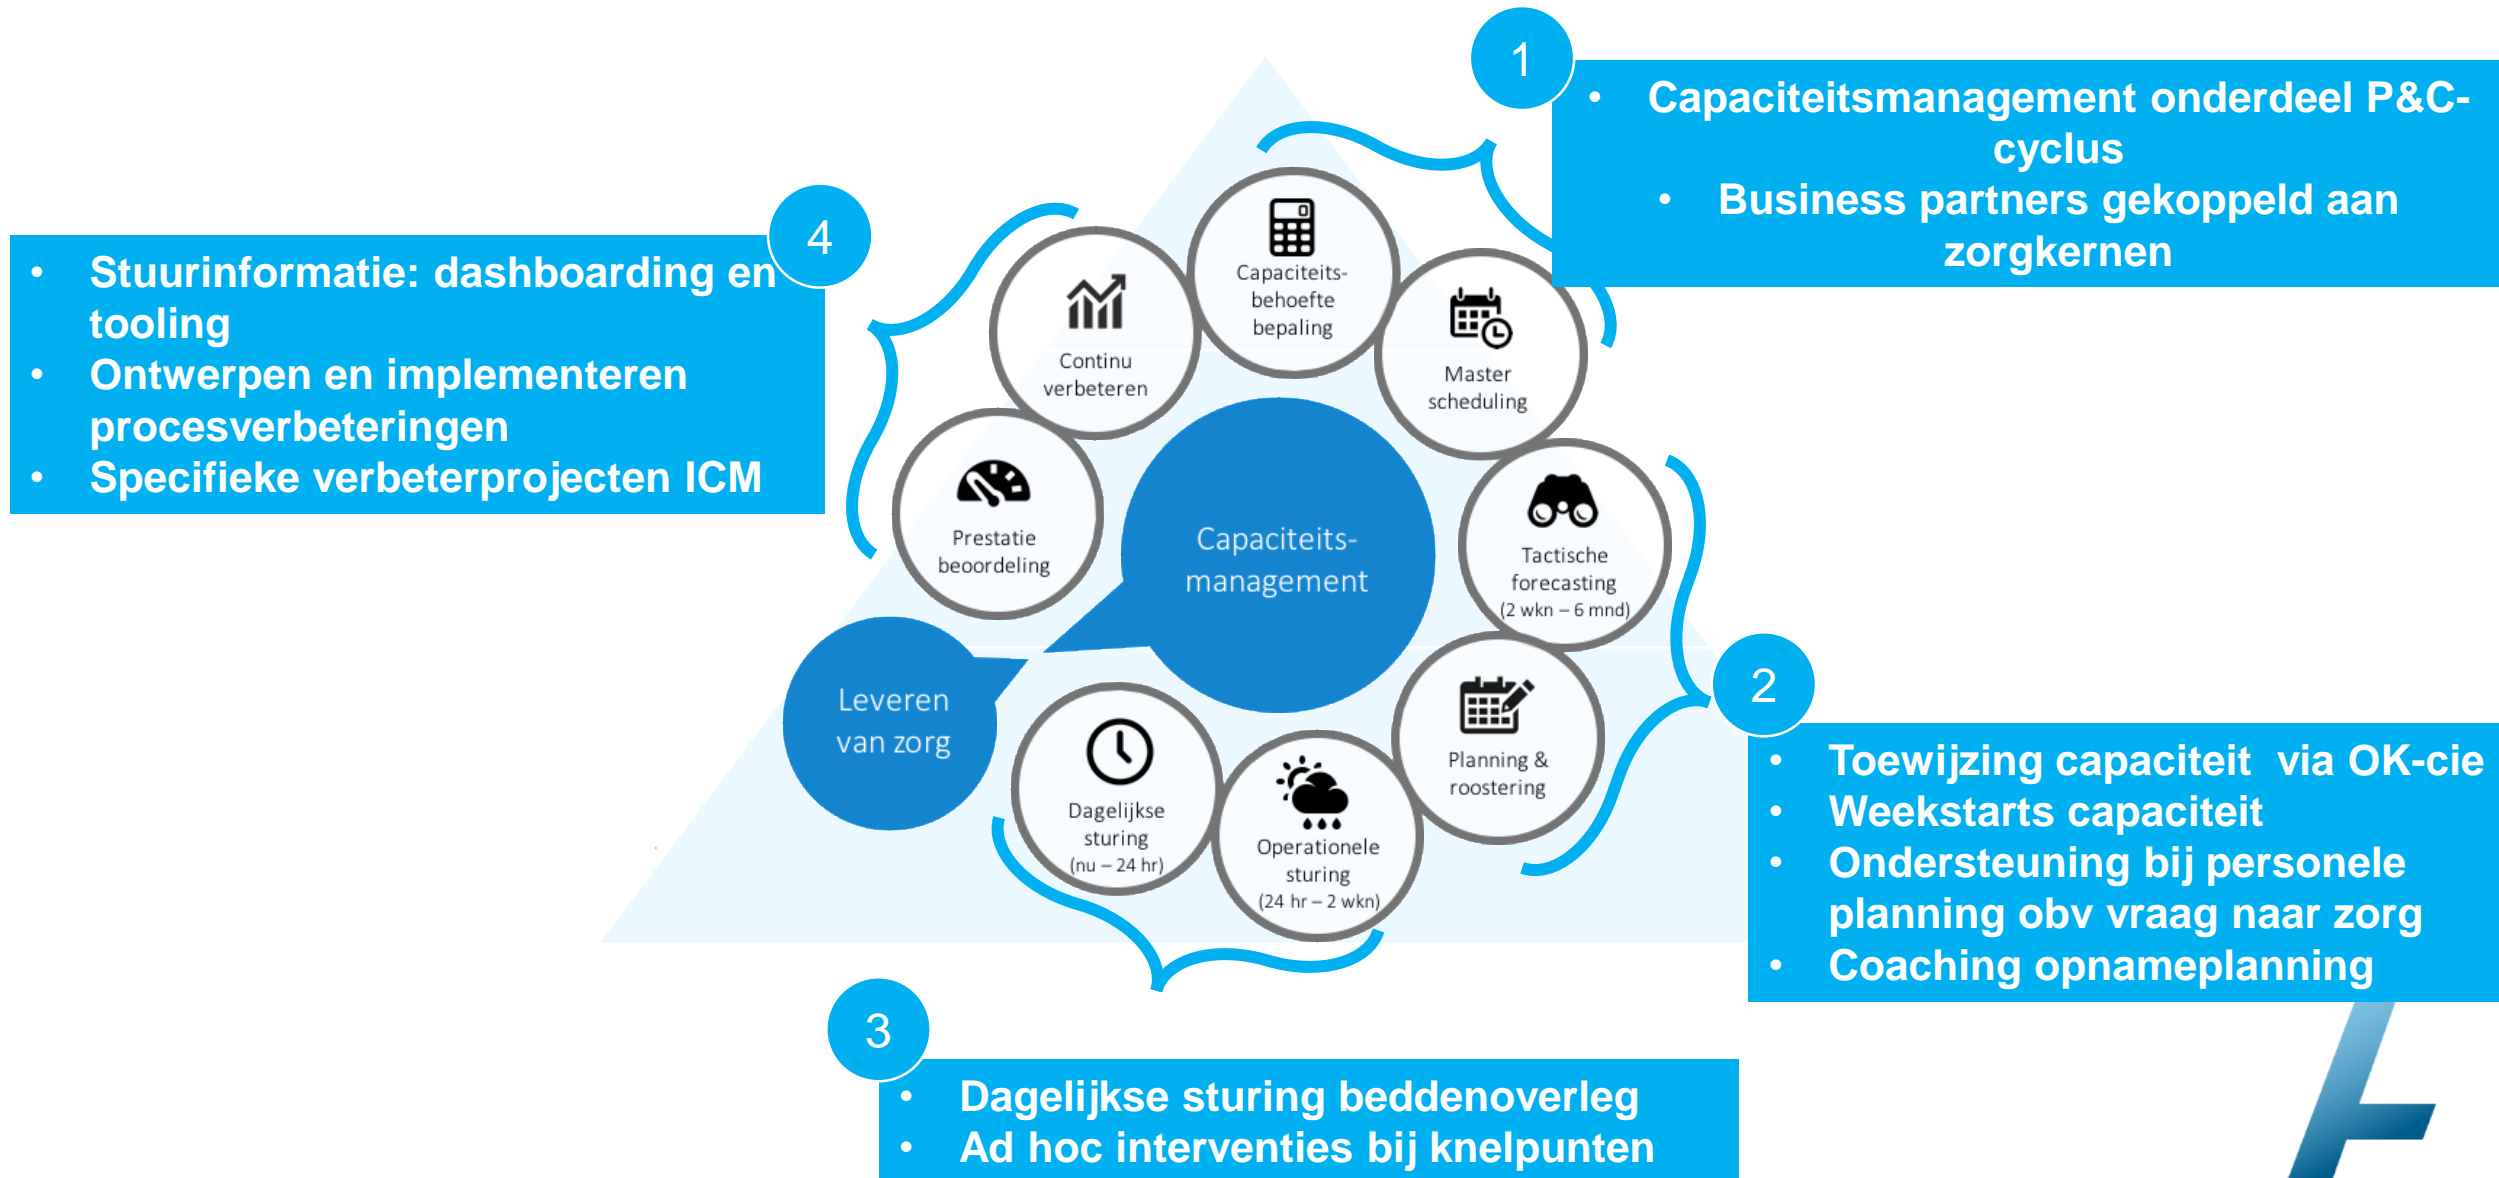 1
• Capaciteitsmanagement onderdeel P&C-
cyclus
• Business partners gekoppeld aan
zorgkernen
4
• Stuurinformatie: dashboarding en
tooling
• Ontwerpen en implementeren
procesverbeteringen
• Specifieke verbeterprojecten ICM
Capaciteits-
behoefte
bepaling
Master
scheduling
Tactische
forecasting
(2 wkn – 6 mnd)
Planning &
roostering
Operationele
sturing
(24 hr – 2 wkn)
Dagelijkse
sturing
(nu – 24 hr)
Prestatie
beoordeling
Continu
verbeteren
Capaciteits-
management
Leveren
van zorg
2
• Toewijzing capaciteit  via OK-cie
• Weekstarts capaciteit
• Ondersteuning bij personele
planning obv vraag naar zorg
• Coaching opnameplanning
3
• Dagelijkse sturing beddenoverleg
• Ad hoc interventies bij knelpunten